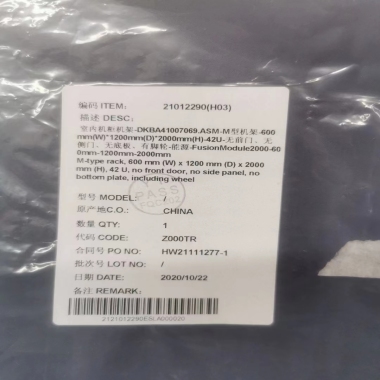 编码 ITEM: 21012290(H03)
描述 DESC:
室内机柜机架-DKBA41007069.ASM-M型机架-600
mm(W)*1200mm(D)*2000mm(H)-42U-无前门、无
侧门、无底板、有脚轮-能源-FusionModule2000-60
0mm-1200mm-2000mm
M-type rack, 600 mm (W) x 1200 mm (D) x 2000
mm (H), 42 U, no front door, no side panel, no
bottom plate, including wheel
型号 MODEL: /
原产地C.O.: CHINA
数量 QTY: 1
代码 CODE: Z000TR
合同号 PO NO: HW21111277-1
批次号 LOT NO: /
日期 DATE: 2020/10/22
备注 REMARK:
PASS